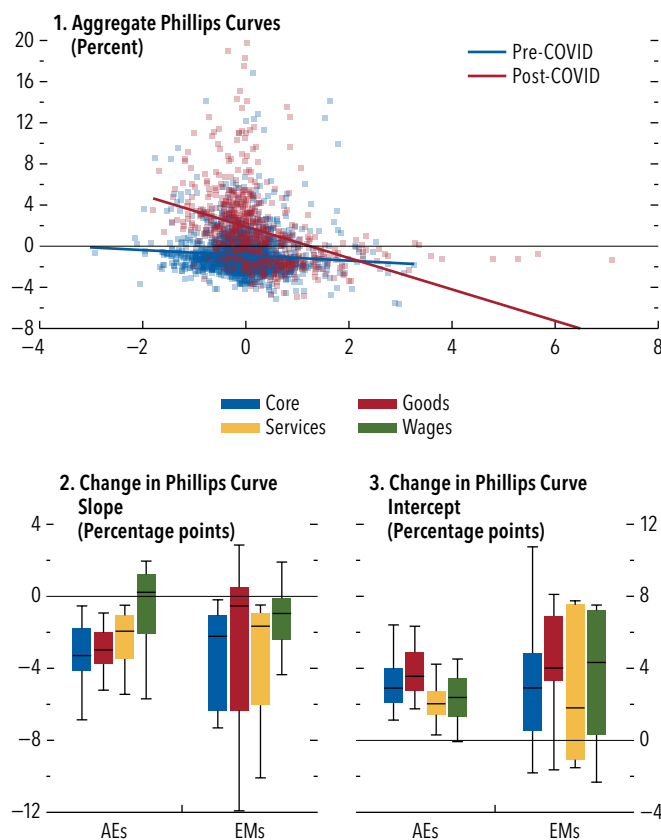 1. Aggregate Phillips Curves
(Percent)
Pre-COVID
Post-COVID
20
16
12
8
4
0
−4
−8
−4 −2 0 2 4 6 8
Core Goods
Services Wages
2. Change in Phillips Curve
Slope
(Percentage points)
4
0
−4
−8
−12
AEs EMs
3. Change in Phillips Curve
Intercept
(Percentage points)
12
8
4
0
−4
AEs EMs